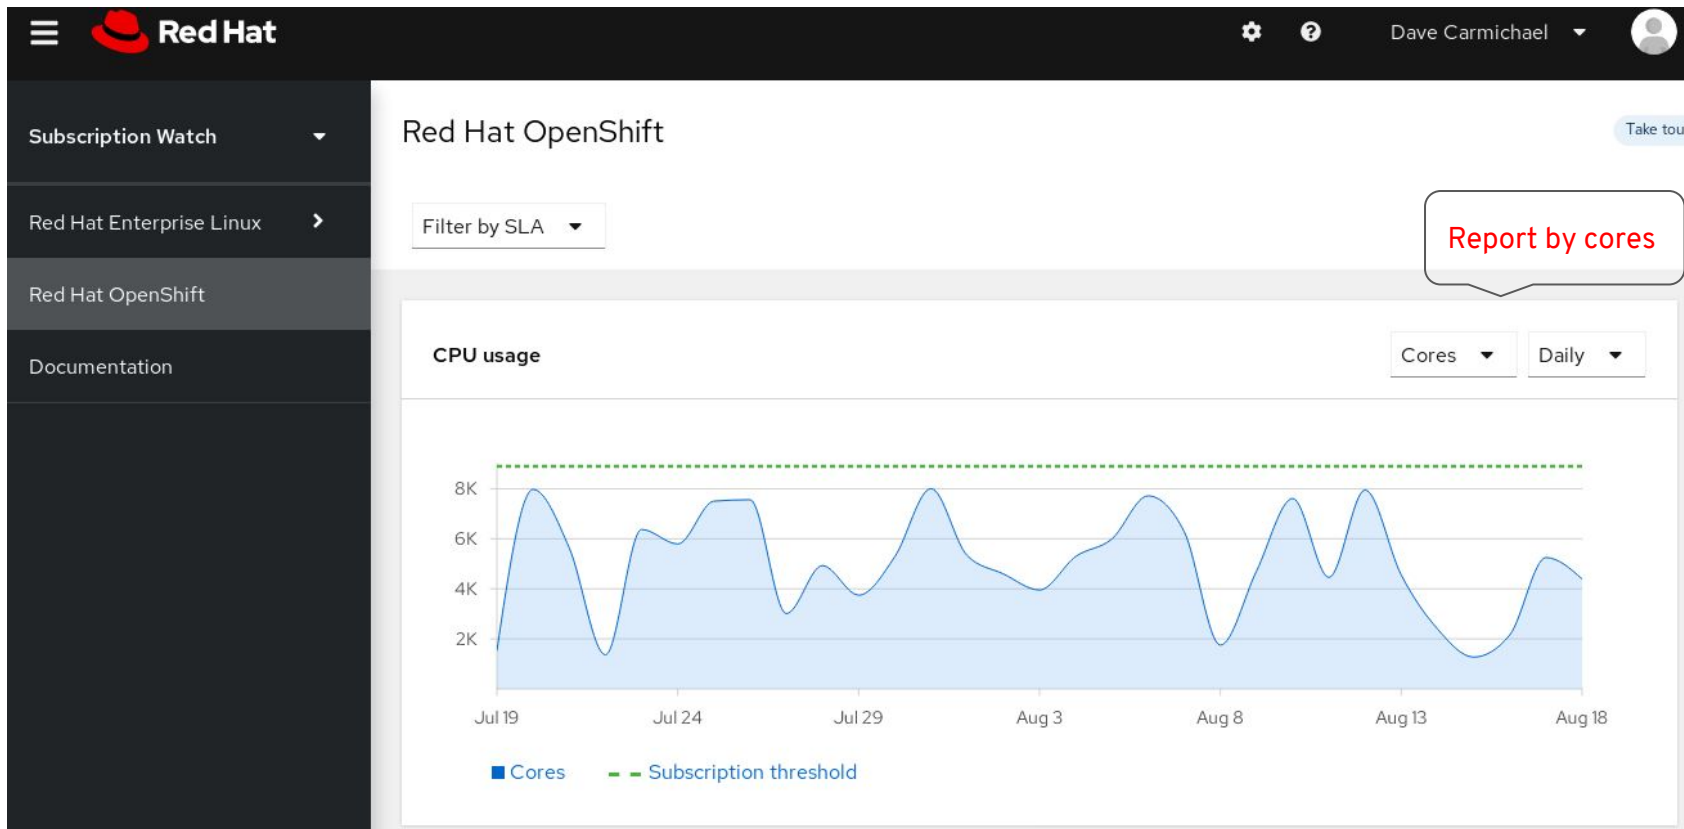 Red Hat
Dave Carmichael
Subscription Watch
Red Hat OpenShift
Take tou
Red Hat Enterprise Linux
Filter by SLA
Report by cores
Red Hat OpenShift
CPU usage
Cores
Daily
Documentation
8K
6K
4K
2K
Jul 19
Jul 24
Jul 29
Aug 3
Aug 8
Aug 13
Aug 18
Cores
Subscription threshold